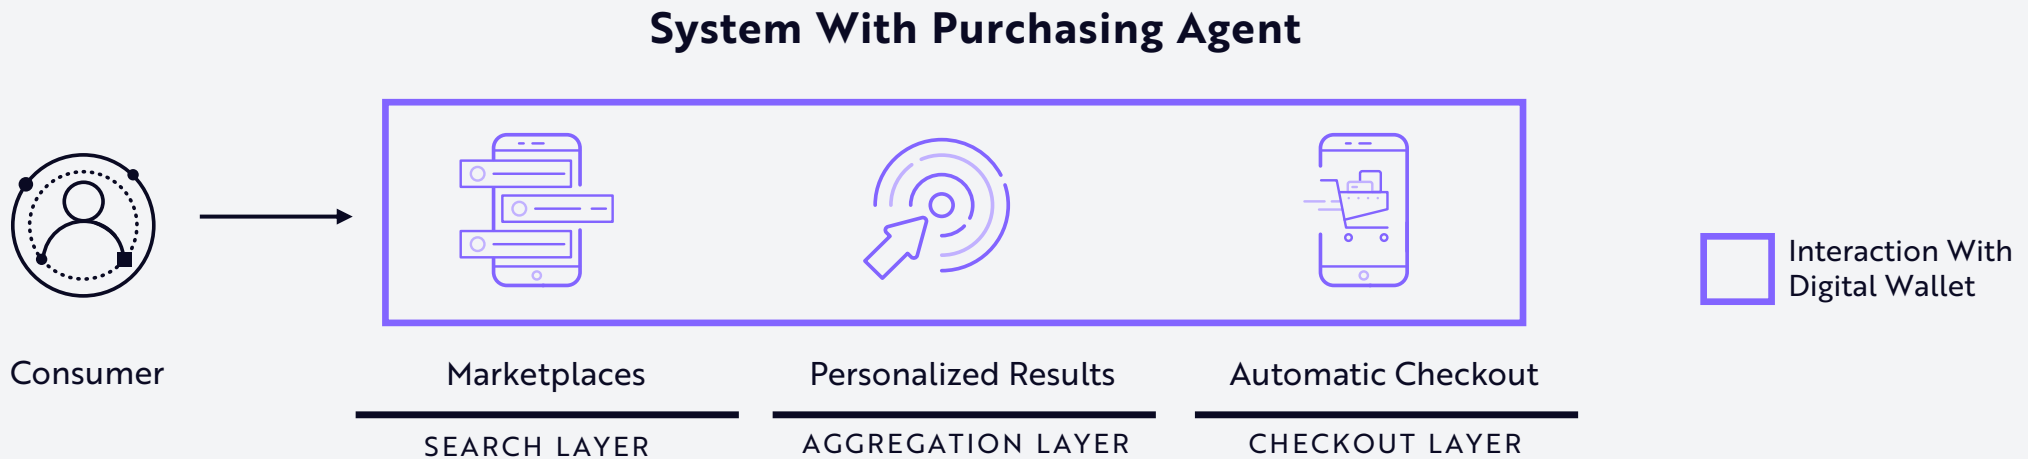 System With Purchasing Agent
Interaction With
Digital Wallet
Consumer
Marketplaces
Personalized Results
Automatic Checkout
SEARCH LAYER
AGGREGATION LAYER
CHECKOUT LAYER